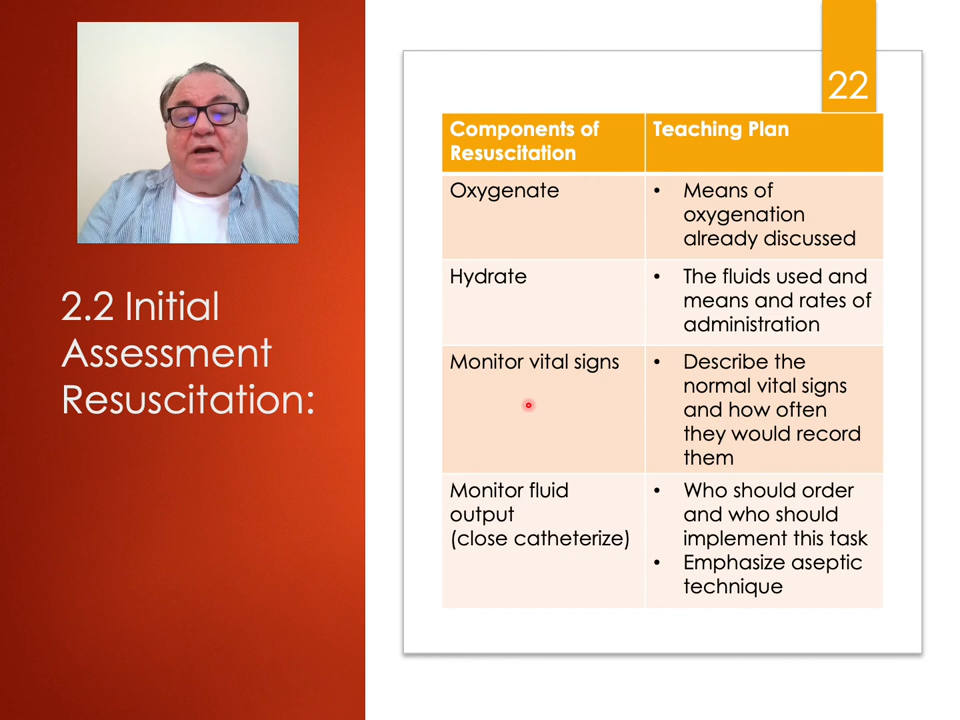 22
2.2 Initial
Assessment
Resuscitation:
Components of
Resuscitation
Teaching Plan
Oxygenate
• Means of
oxygenation
already discussed
Hydrate
• The fluids used and
means and rates of
administration
Monitor vital signs
• Describe the
normal vital signs
and how often
they would record
them
Monitor fluid
output
(close catheterize)
• Who should order
and who should
implement this task
• Emphasize aseptic
technique